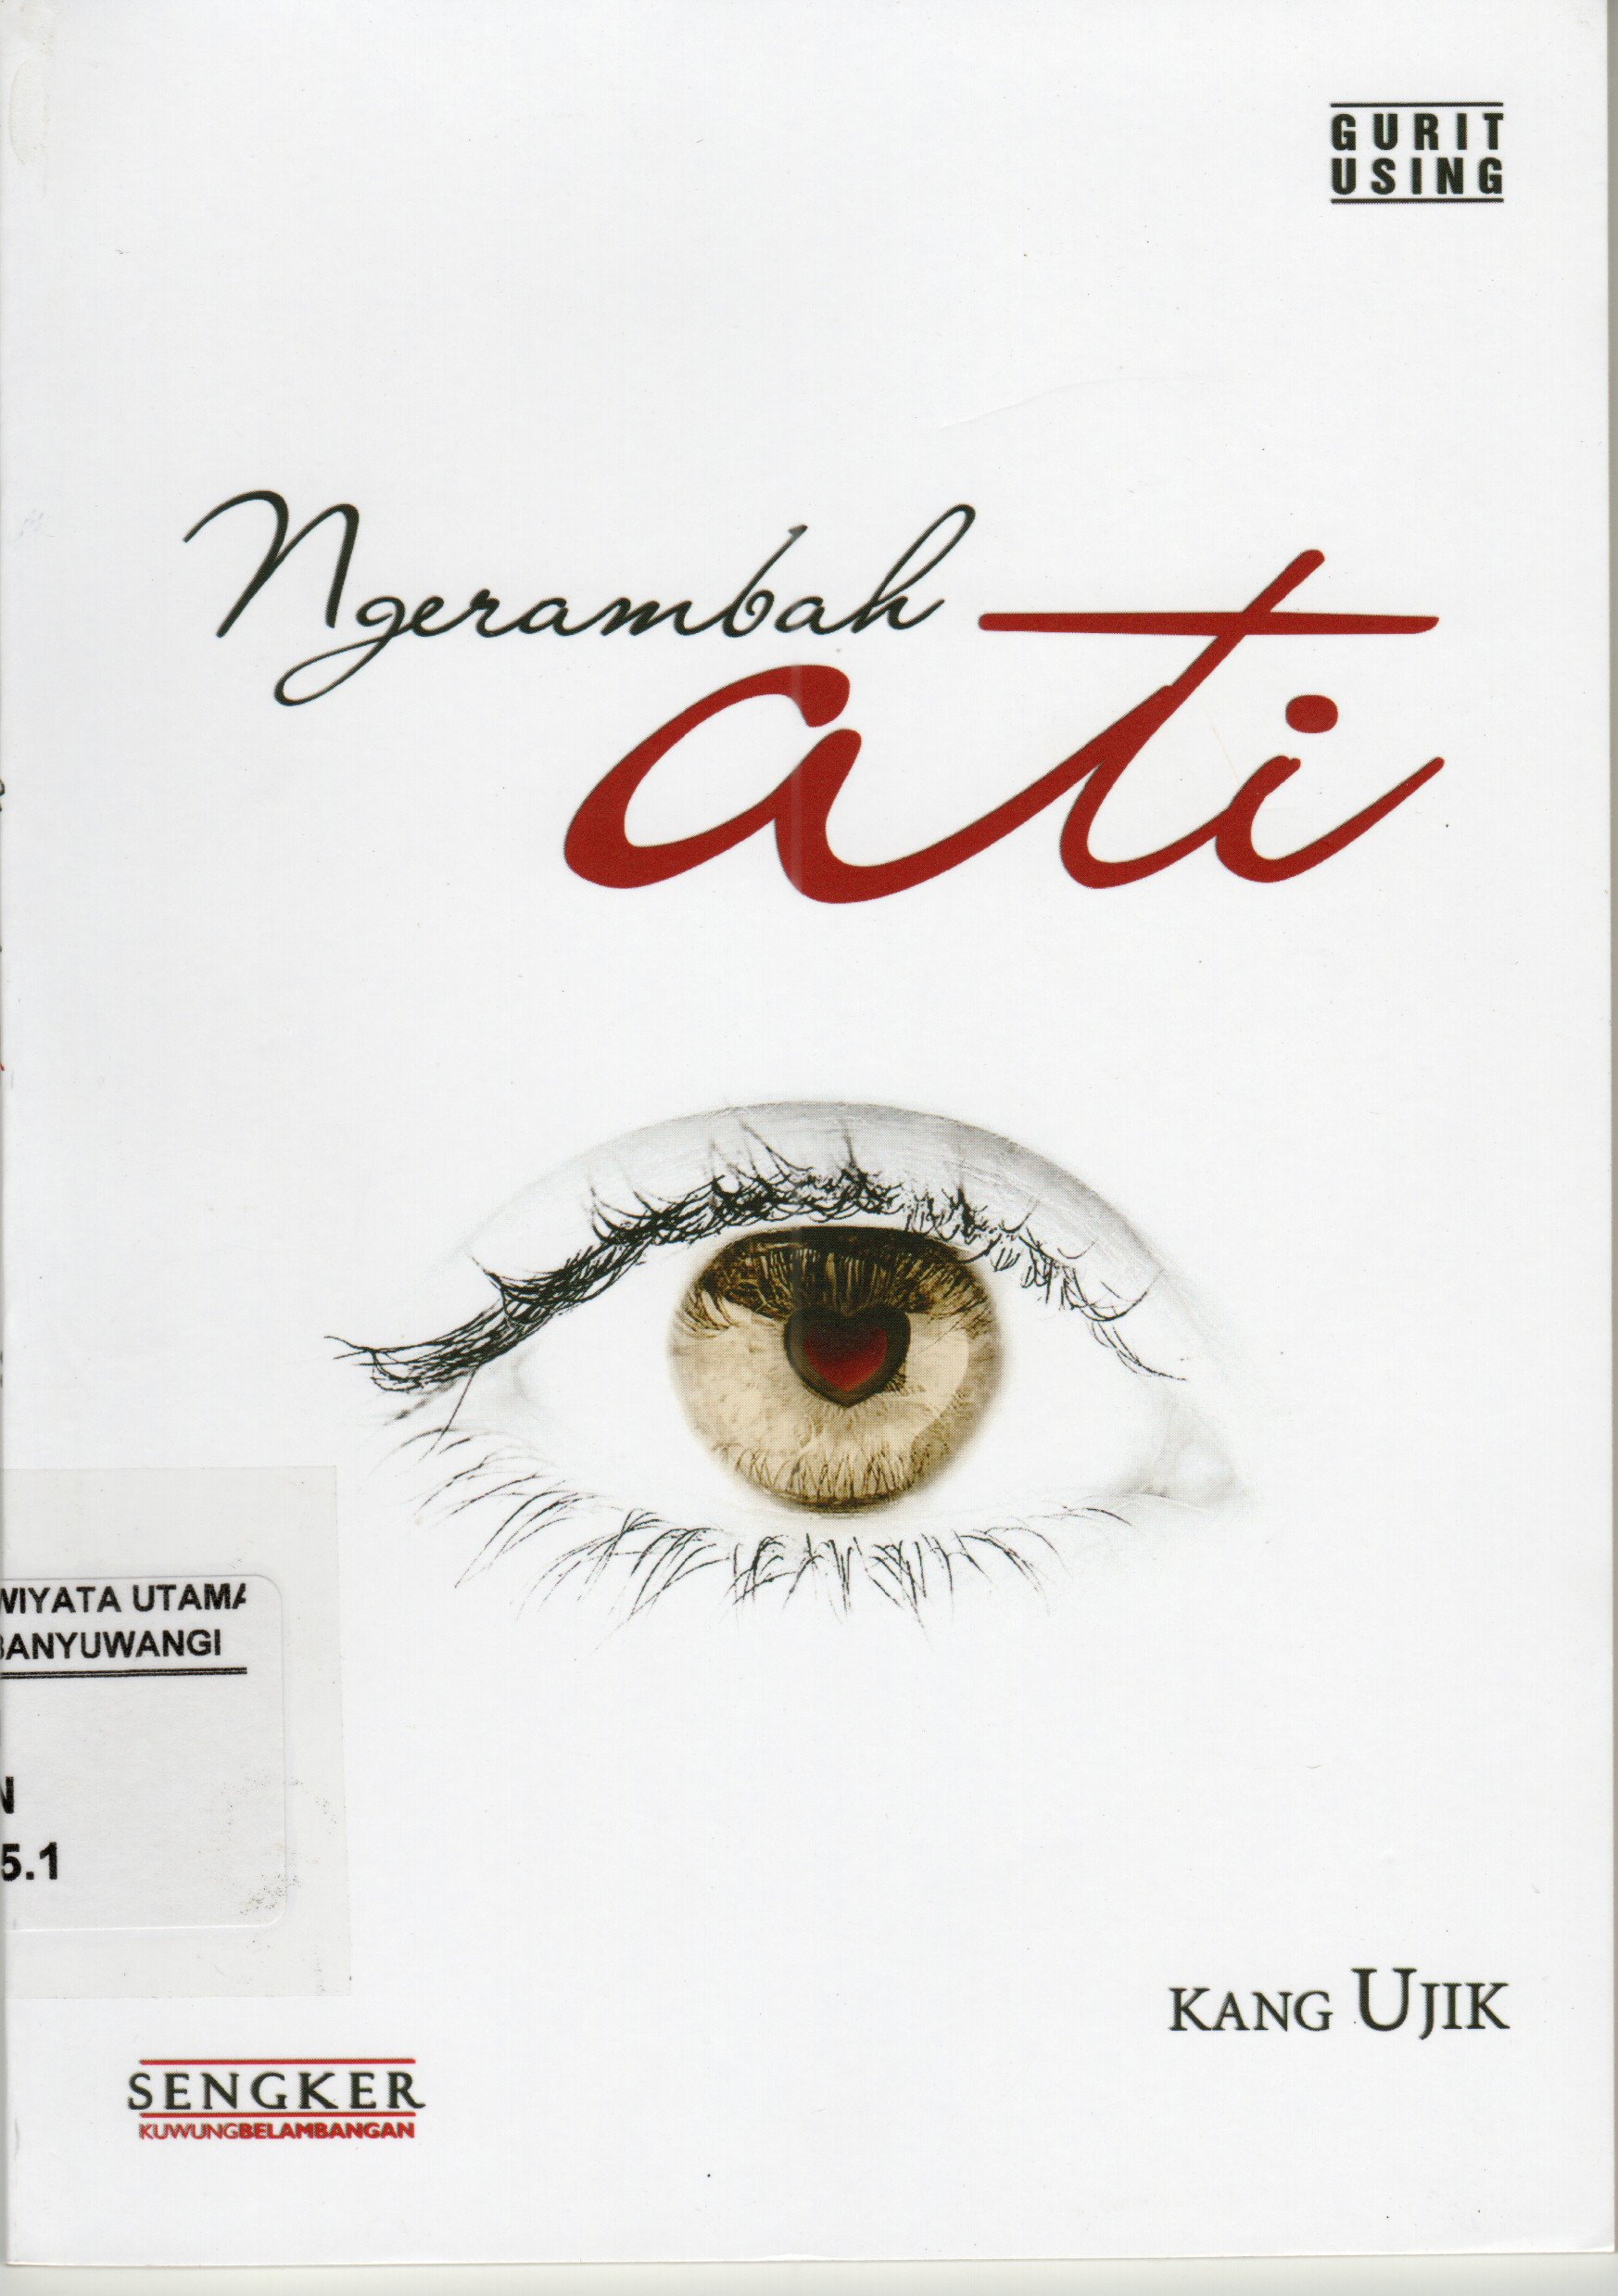 GURIT
USING
Ngerambah
ati
WIYATA UTAMA
BANYUWANGI
N
5.1
KANG UJIK
SENGKER
KUWUNGBELAMBANGAN